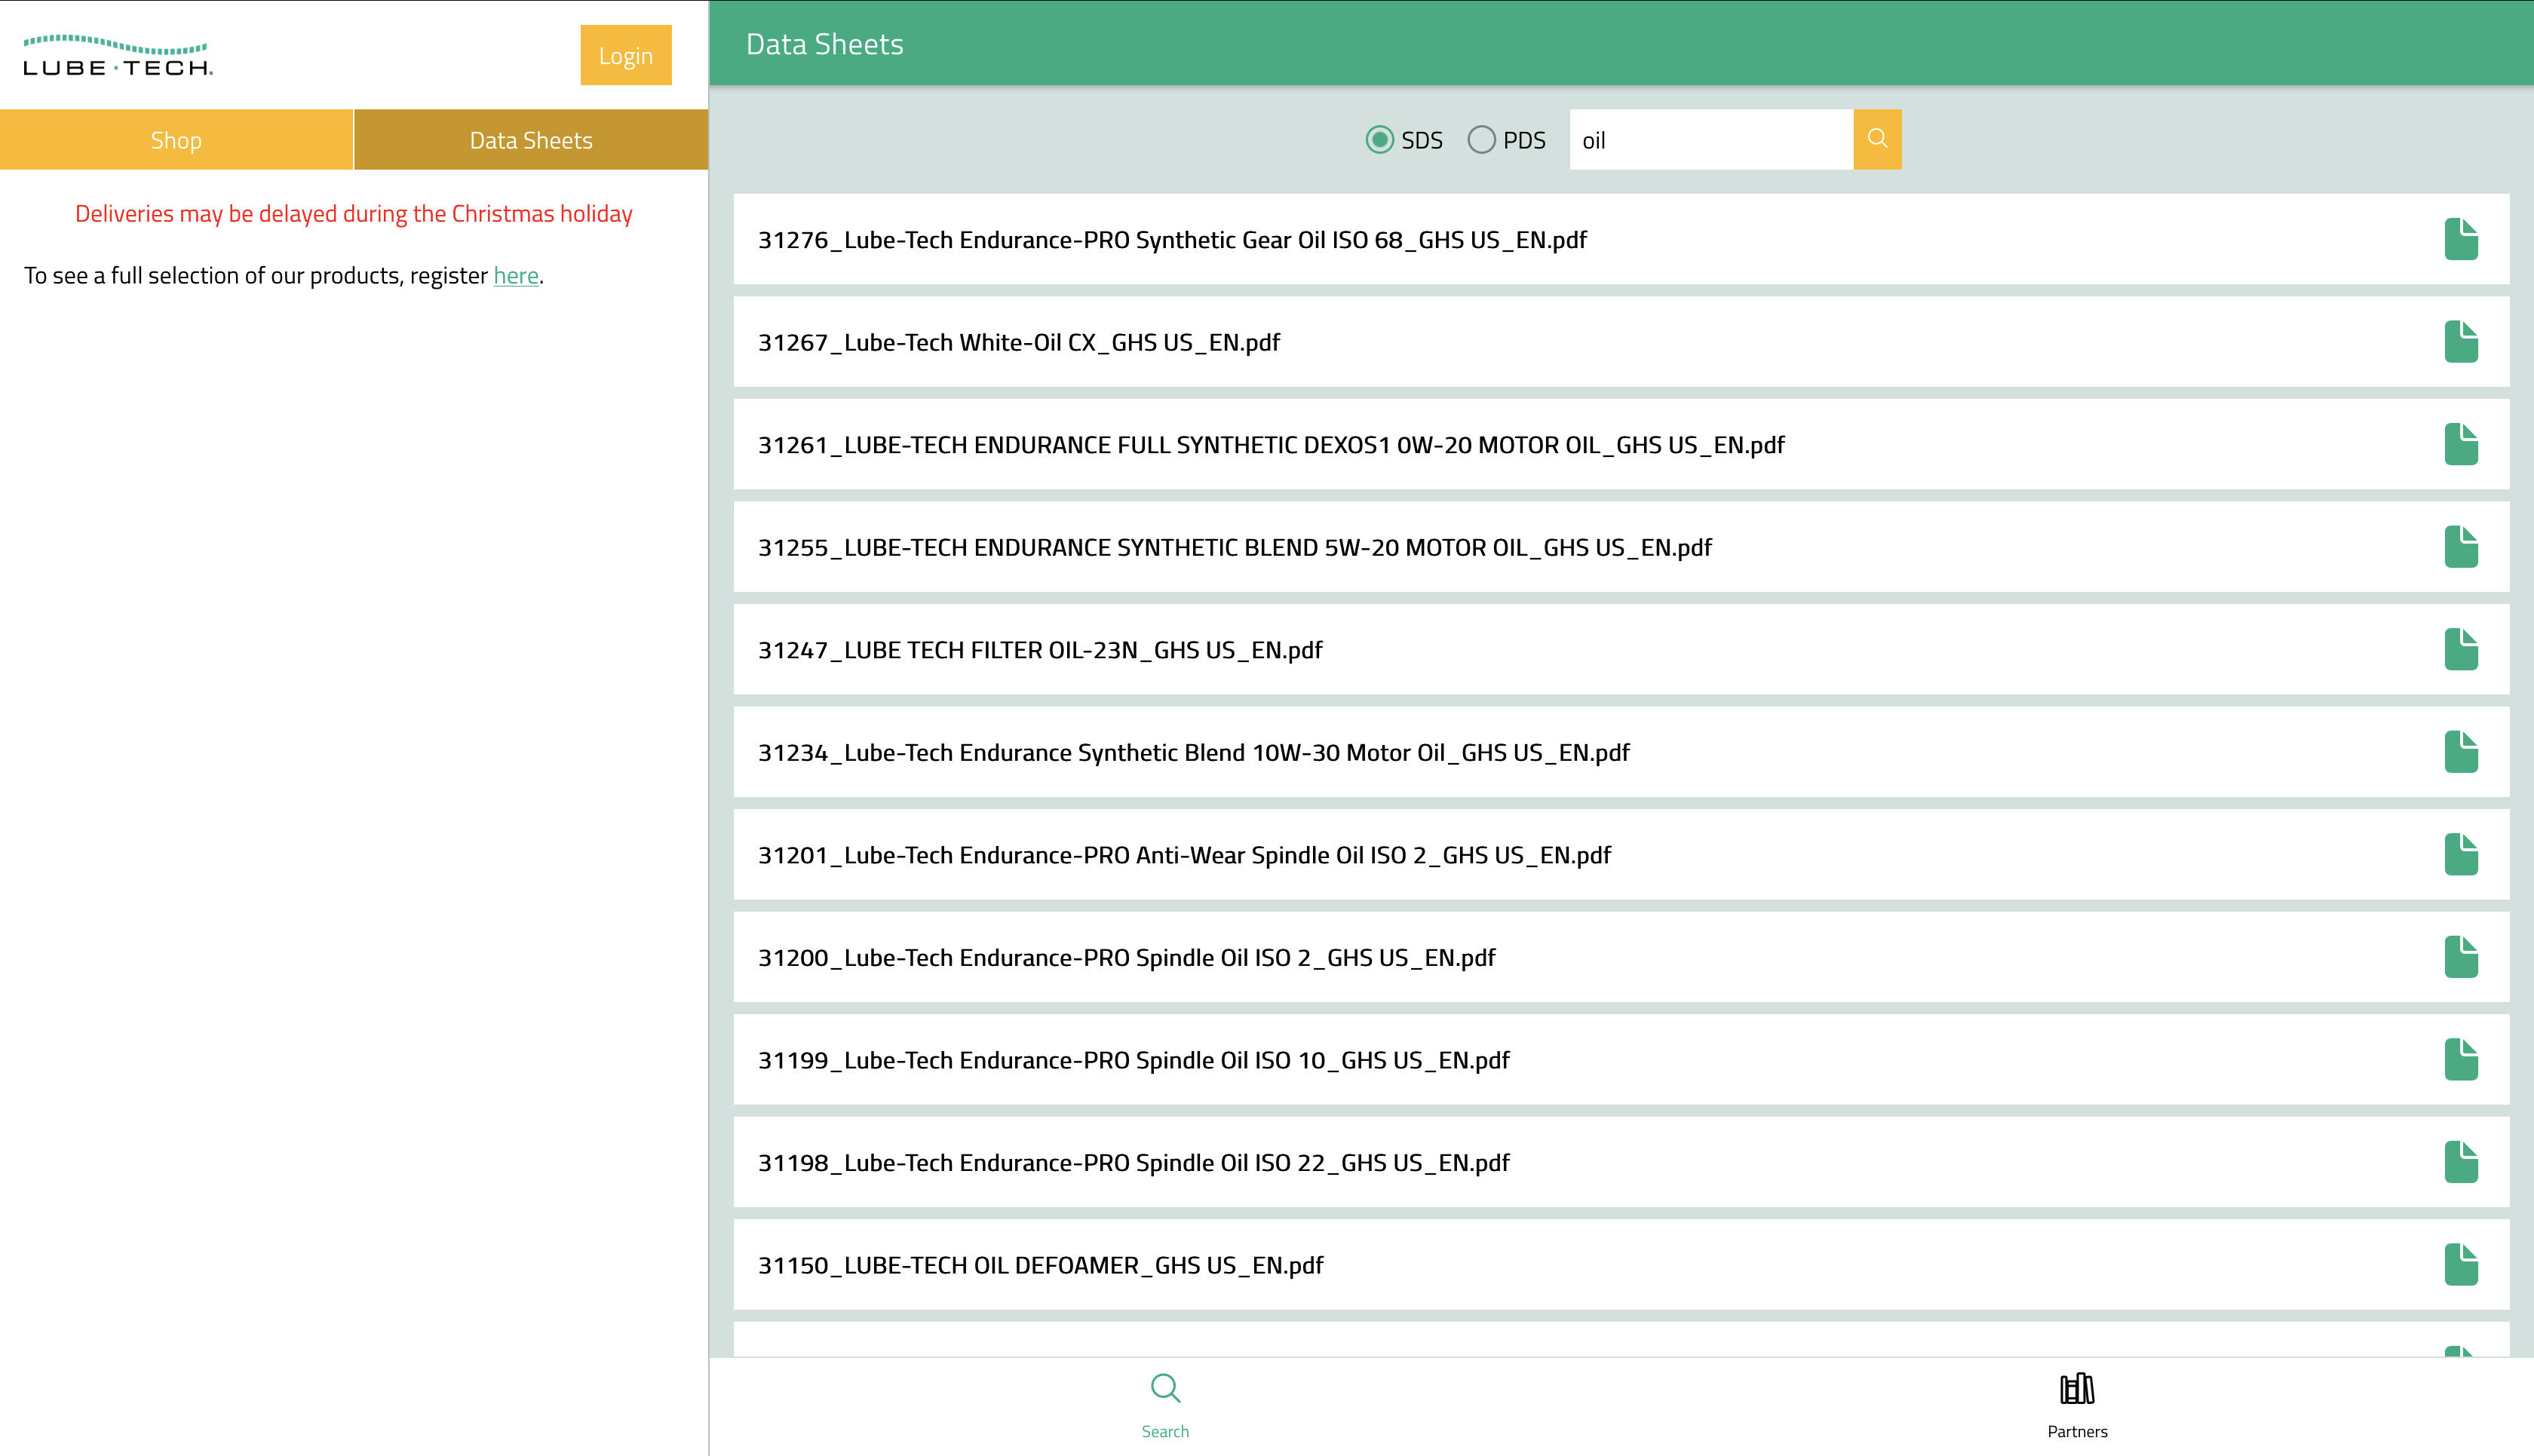 LUBE·TECH
Login
Shop
Data Sheets
Deliveries may be delayed during the Christmas holiday
To see a full selection of our products, register here.
Data Sheets
SDS
PDS
oil
31276_Lube-Tech Endurance-PRO Synthetic Gear Oil ISO 68_GHS US_EN.pdf
31267_Lube-Tech White-Oil CX_GHS US_EN.pdf
31261_LUBE-TECH ENDURANCE FULL SYNTHETIC DEXOS1 0W-20 MOTOR OIL_GHS US_EN.pdf
31255_LUBE-TECH ENDURANCE SYNTHETIC BLEND 5W-20 MOTOR OIL_GHS US_EN.pdf
31247_LUBE TECH FILTER OIL-23N_GHS US_EN.pdf
31234_Lube-Tech Endurance Synthetic Blend 10W-30 Motor Oil_GHS US_EN.pdf
31201_Lube-Tech Endurance-PRO Anti-Wear Spindle Oil ISO 2_GHS US_EN.pdf
31200_Lube-Tech Endurance-PRO Spindle Oil ISO 2_GHS US_EN.pdf
31199_Lube-Tech Endurance-PRO Spindle Oil ISO 10_GHS US_EN.pdf
31198_Lube-Tech Endurance-PRO Spindle Oil ISO 22_GHS US_EN.pdf
31150_LUBE-TECH OIL DEFOAMER_GHS US_EN.pdf
Search
Partners